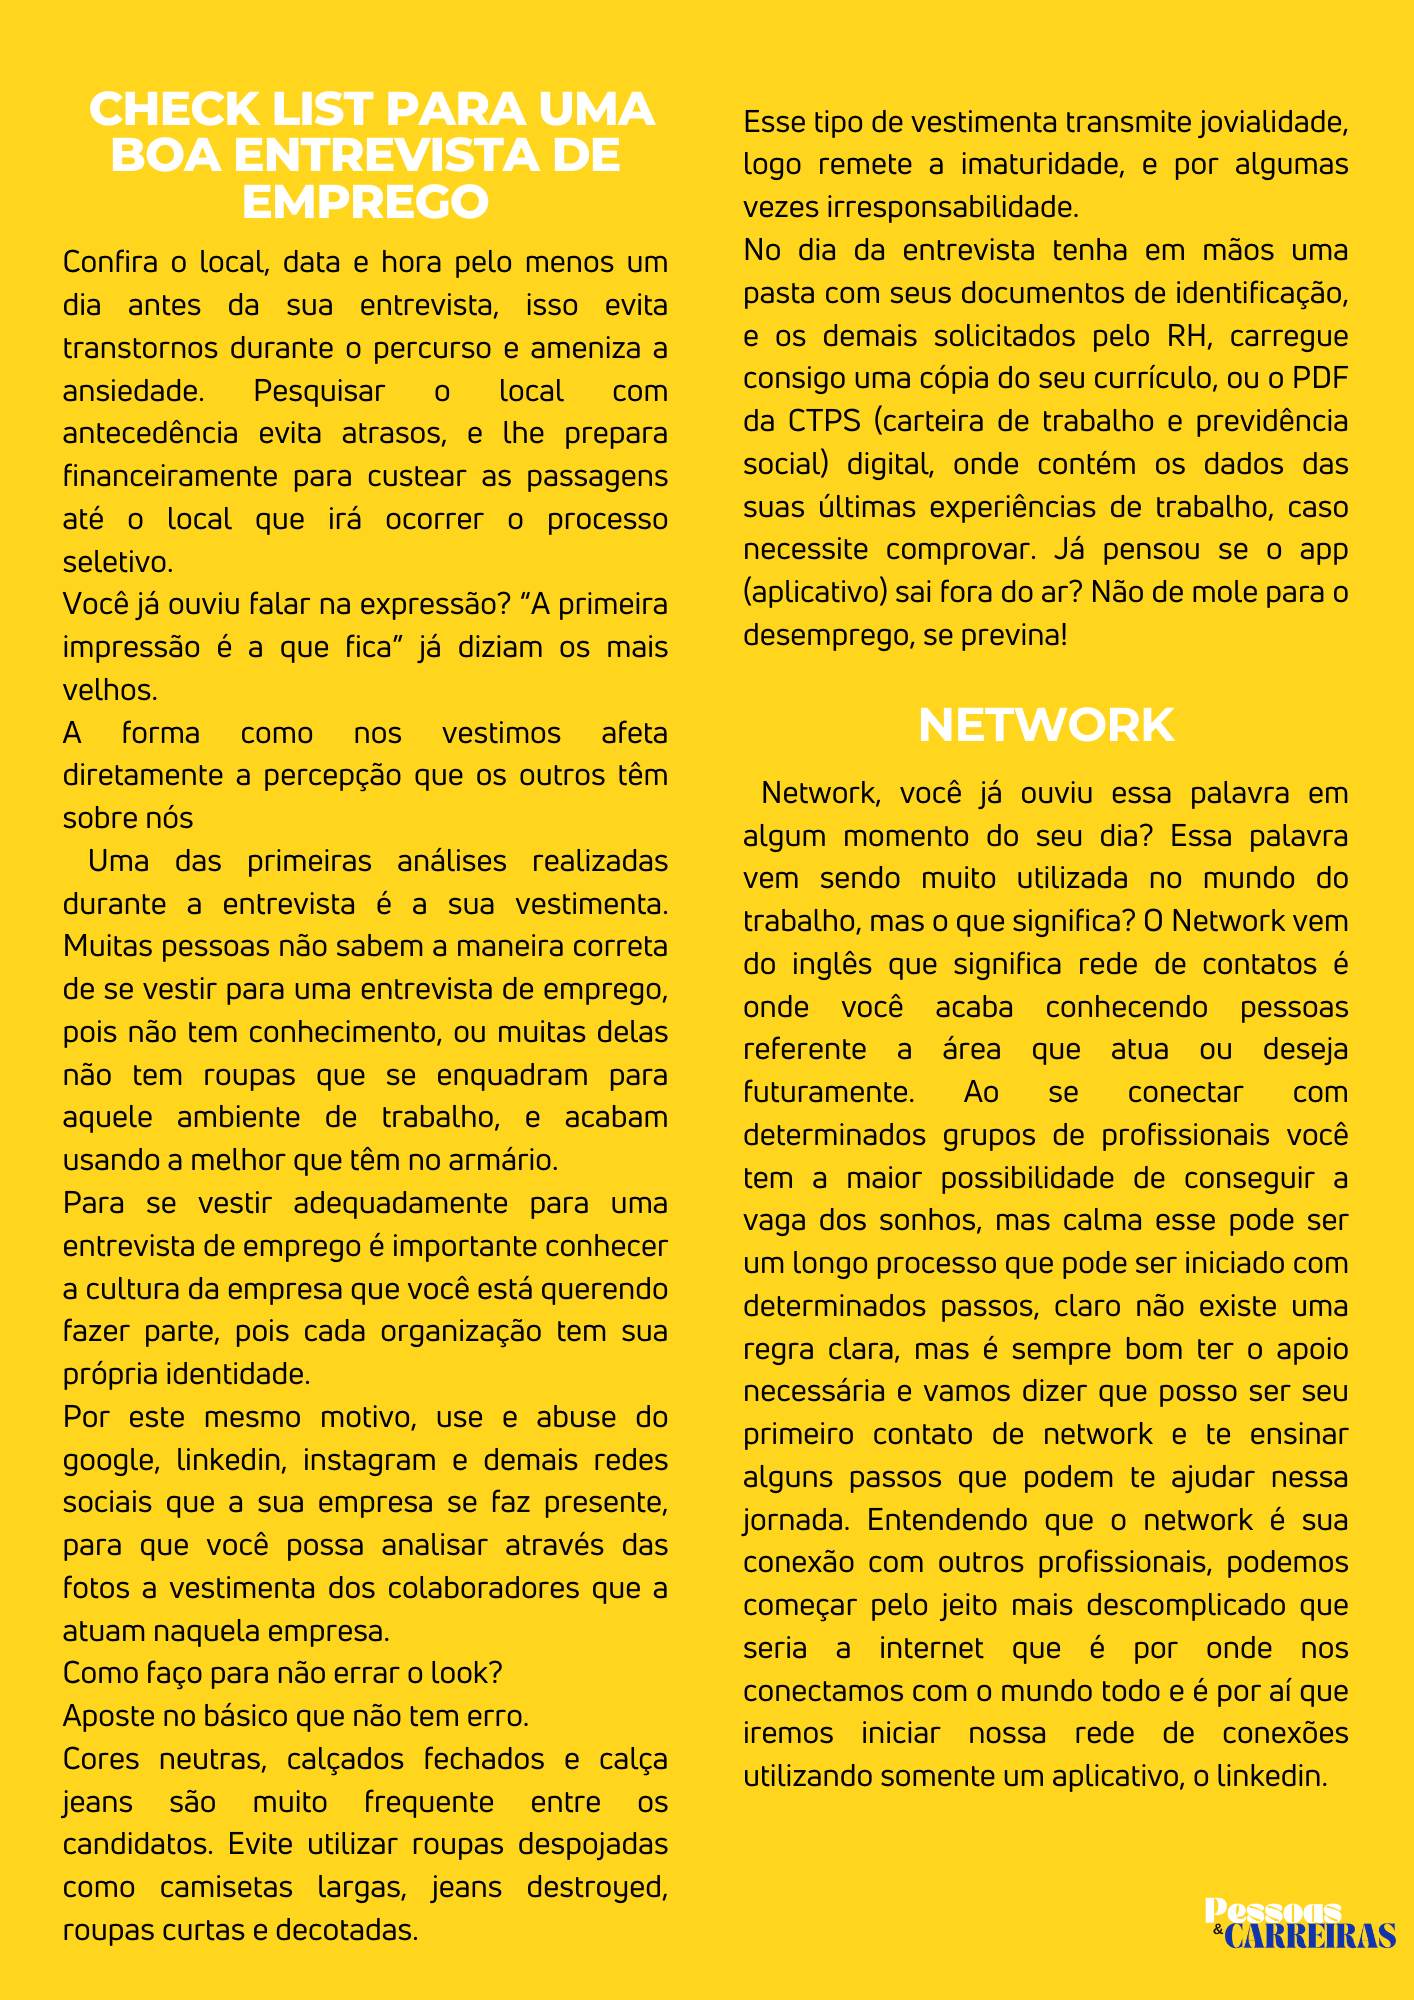 CHECK LIST PARA UMA
BOA ENTREVISTA DE
EMPREGO
Confira o local, data e hora pelo menos um
dia antes da sua entrevista, isso evita
transtornos durante o percurso e ameniza a
ansiedade. Pesquisar o local com
antecedência evita atrasos, e lhe prepara
financeiramente para custear as passagens
até o local que irá ocorrer o processo
seletivo.
Você já ouviu falar na expressão? “A primeira
impressão é a que fica” já diziam os mais
velhos.
A forma como nos vestimos afeta
diretamente a percepção que os outros têm
sobre nós
Uma das primeiras análises realizadas
durante a entrevista é a sua vestimenta.
Muitas pessoas não sabem a maneira correta
de se vestir para uma entrevista de emprego,
pois não tem conhecimento, ou muitas delas
não tem roupas que se enquadram para
aquele ambiente de trabalho, e acabam
usando a melhor que têm no armário.
Para se vestir adequadamente para uma
entrevista de emprego é importante conhecer
a cultura da empresa que você está querendo
fazer parte, pois cada organização tem sua
própria identidade.
Por este mesmo motivo, use e abuse do
google, linkedin, instagram e demais redes
sociais que a sua empresa se faz presente,
para que você possa analisar através das
fotos a vestimenta dos colaboradores que a
atuam naquela empresa.
Como faço para não errar o look?
Aposte no básico que não tem erro.
Cores neutras, calçados fechados e calça
jeans são muito frequente entre os
candidatos. Evite utilizar roupas despojadas
como camisetas largas, jeans destroyed,
roupas curtas e decotadas.
Esse tipo de vestimenta transmite jovialidade,
logo remete a imaturidade, e por algumas
vezes irresponsabilidade.
No dia da entrevista tenha em mãos uma
pasta com seus documentos de identificação,
e os demais solicitados pelo RH, carregue
consigo uma cópia do seu currículo, ou o PDF
da CTPS (carteira de trabalho e previdência
social) digital, onde contém os dados das
suas últimas experiências de trabalho, caso
necessite comprovar. Já pensou se o app
(aplicativo) sai fora do ar? Não de mole para o
desemprego, se previna!
NETWORK
Network, você já ouviu essa palavra em
algum momento do seu dia? Essa palavra
vem sendo muito utilizada no mundo do
trabalho, mas o que significa? O Network vem
do inglês que significa rede de contatos é
onde você acaba conhecendo pessoas
referente a área que atua ou deseja
futuramente. Ao se conectar com
determinados grupos de profissionais você
tem a maior possibilidade de conseguir a
vaga dos sonhos, mas calma esse pode ser
um longo processo que pode ser iniciado com
determinados passos, claro não existe uma
regra clara, mas é sempre bom ter o apoio
necessária e vamos dizer que posso ser seu
primeiro contato de network e te ensinar
alguns passos que podem te ajudar nessa
jornada. Entendendo que o network é sua
conexão com outros profissionais, podemos
começar pelo jeito mais descomplicado que
seria a internet que é por onde nos
conectamos com o mundo todo e é por aí que
iremos iniciar nossa rede de conexões
utilizando somente um aplicativo, o linkedin.
Pessoas
&CARREIRAS